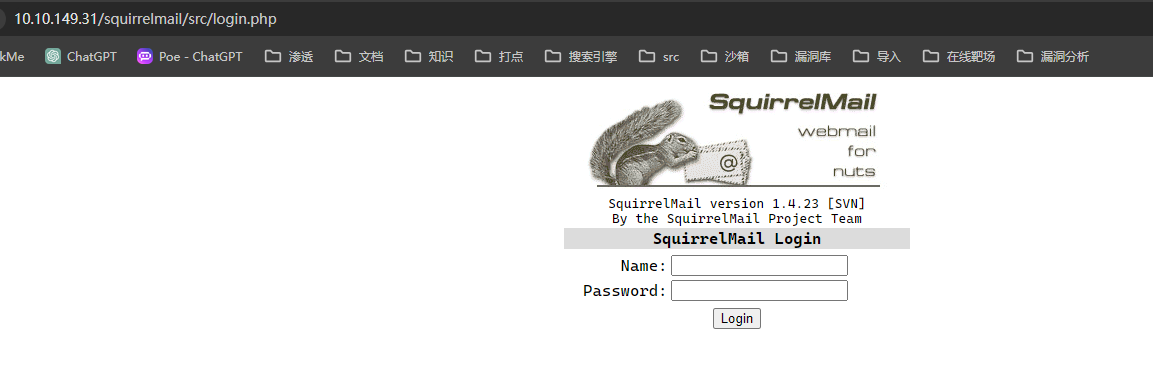 10.10.149.31/squirrelmail/src/login.php
kMe ChatGPT Poe - ChatGPT 渗透 文档 知识 打点 搜索引擎 src 沙箱 漏洞库 导入 在线靶场 漏洞分析
SquirrelMail
webmail
for
nuts
@
SquirrelMail version 1.4.23 [SVN]
By the SquirrelMail Project Team
SquirrelMail Login
Name:
Password:
Login